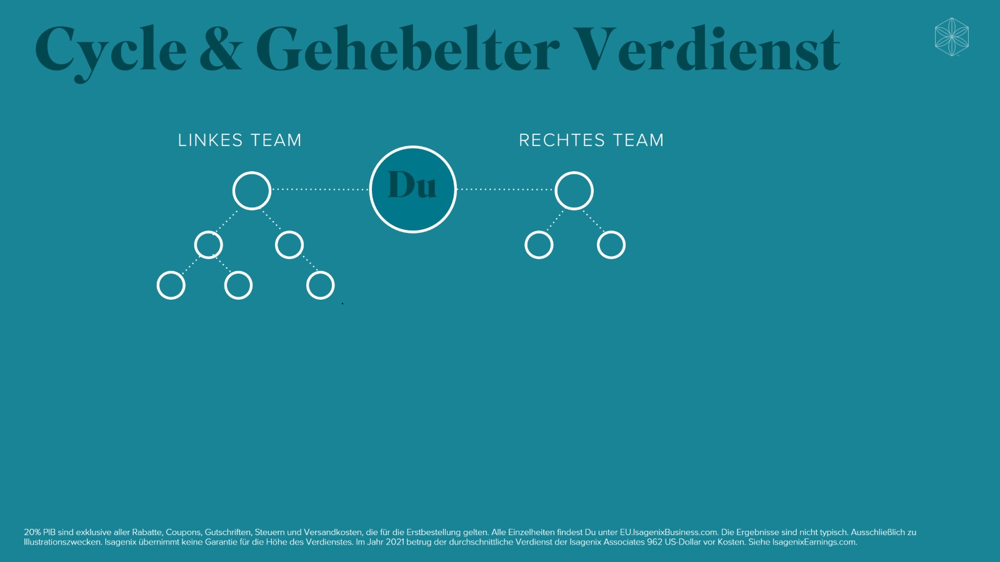 Cycle & Gehebelter Verdienst
LINKES TEAM
RECHTES TEAM
Du
20% PIB sind exklusive aller Rabatte, Coupons, Gutschriften, Steuern und Versandkosten, die für die Erstbestellung gelten. Alle Einzelheiten findest Du unter EU.IsagenixBusiness.com. Die Ergebnisse sind nicht typisch. Ausschließlich zu
Illustrationszwecken. Isagenix übernimmt keine Garantie für die Höhe des Verdienstes. Im Jahr 2021 betrug der durchschnittliche Verdienst der Isagenix Associates 962 US-Dollar vor Kosten. Siehe IsagenixEarnings.com.